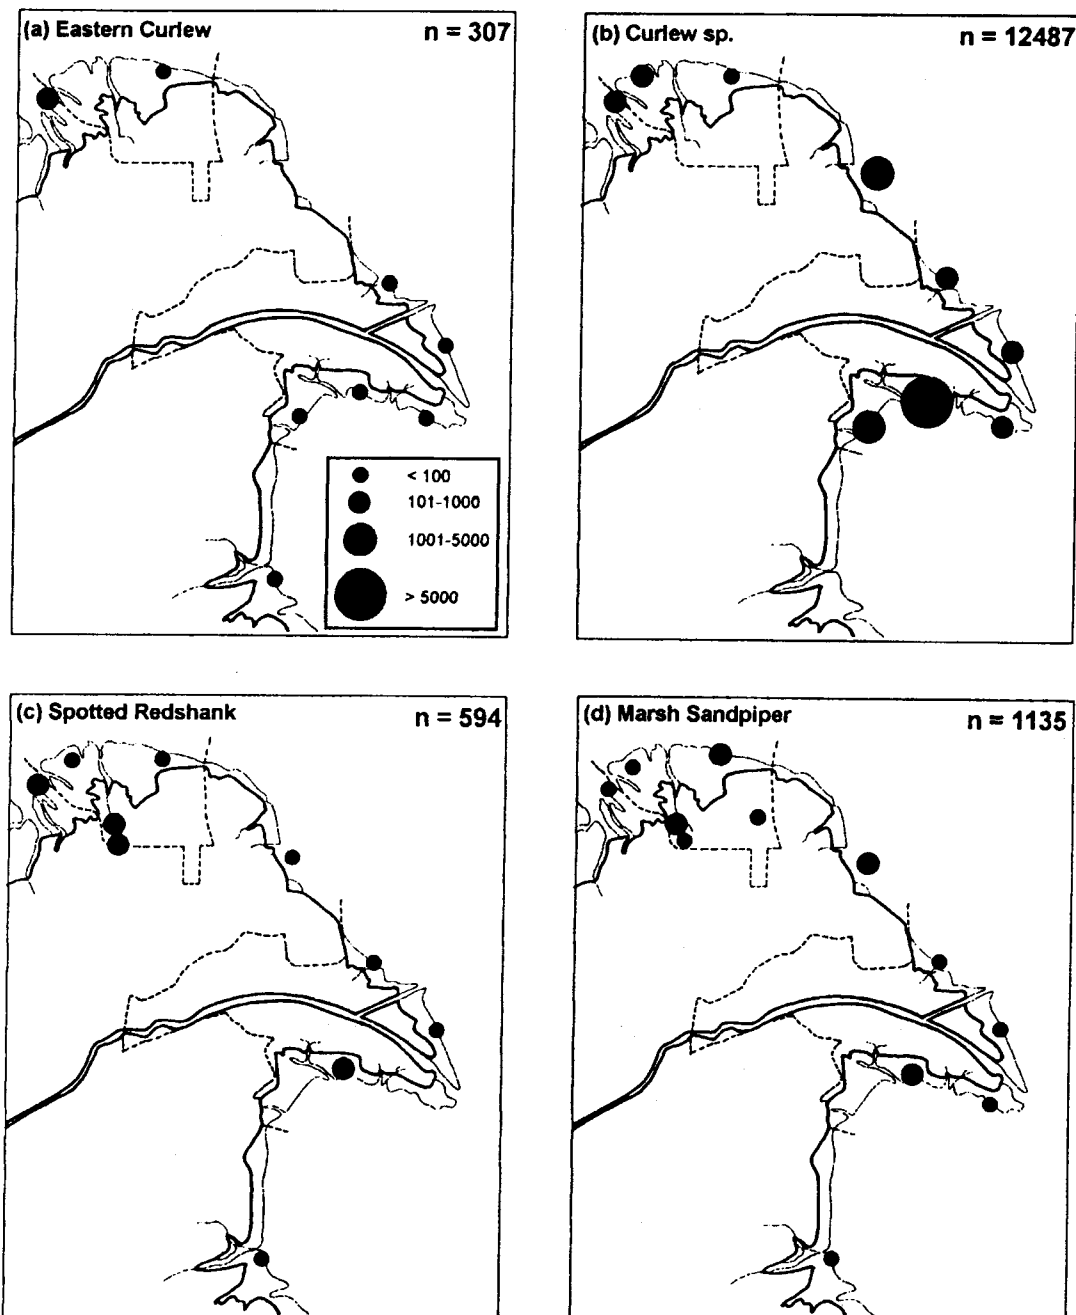 (a) Eastern Curlew n = 307
(b) Curlew sp. n = 12487
< 100
101-1000
1001-5000
> 5000
(c) Spotted Redshank n = 594
(d) Marsh Sandpiper n = 1135